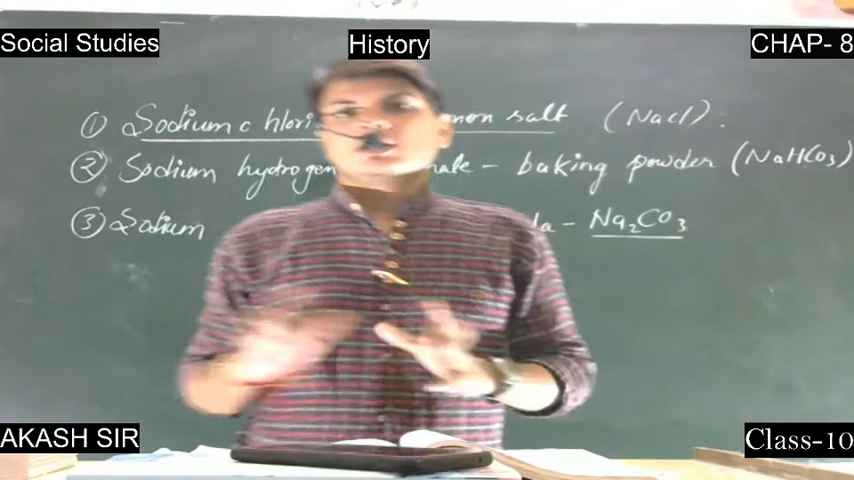 Social Studies
History
CHAP- 8
① Sodium chlori mon salt (Nacl).
② Sodium hydrogen - baking powder (NaHCo3)
③ Sodium - Na2Co3
AKASH SIR
Class-10